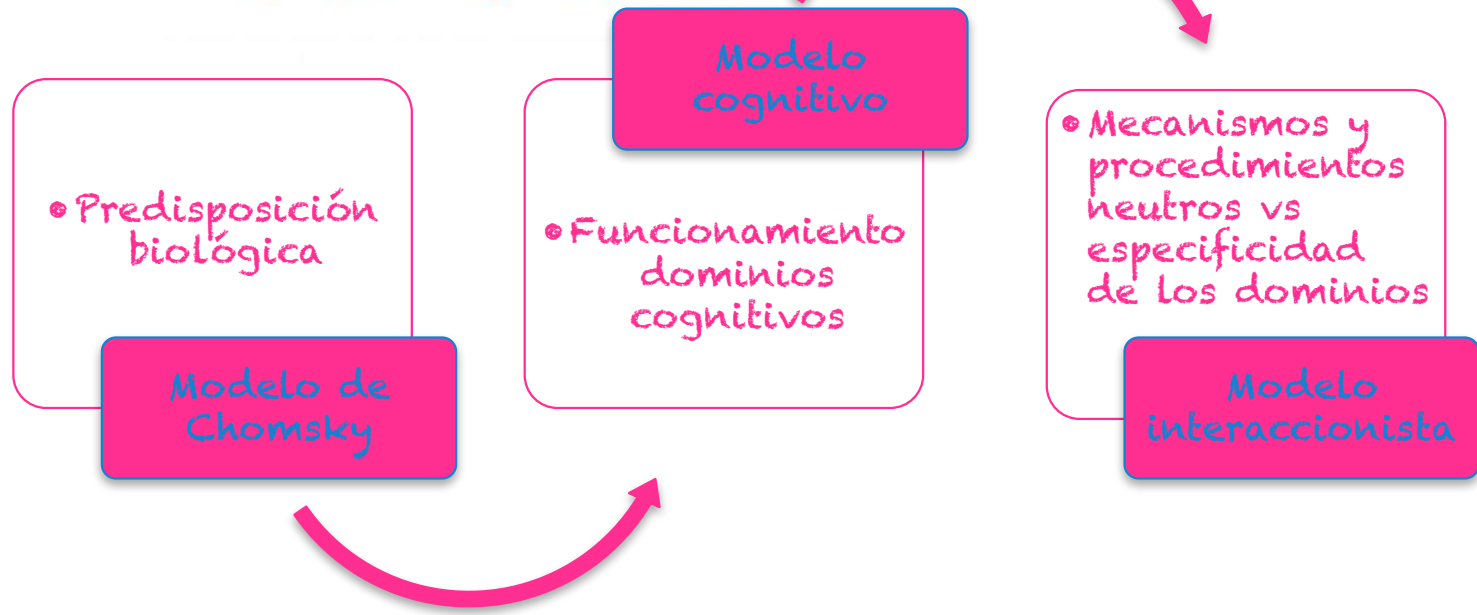 • Predisposición
biológica
Modelo de
Chomsky
Modelo
cognitivo
• Funcionamiento
dominios
cognitivos
• Mecanismos y
procedimientos
neutros vs
especificidad
de los dominios
Modelo
interaccionista